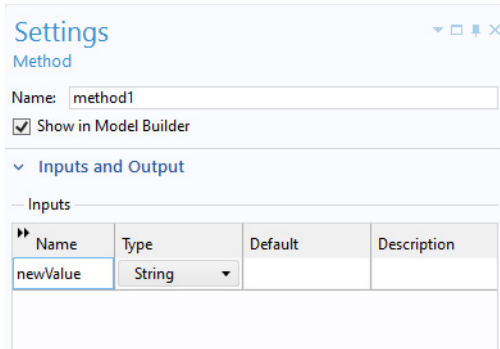 Settings
Method
Name: method1
Show in Model Builder
Inputs and Output
Inputs
Name Type Default Description
newValue String